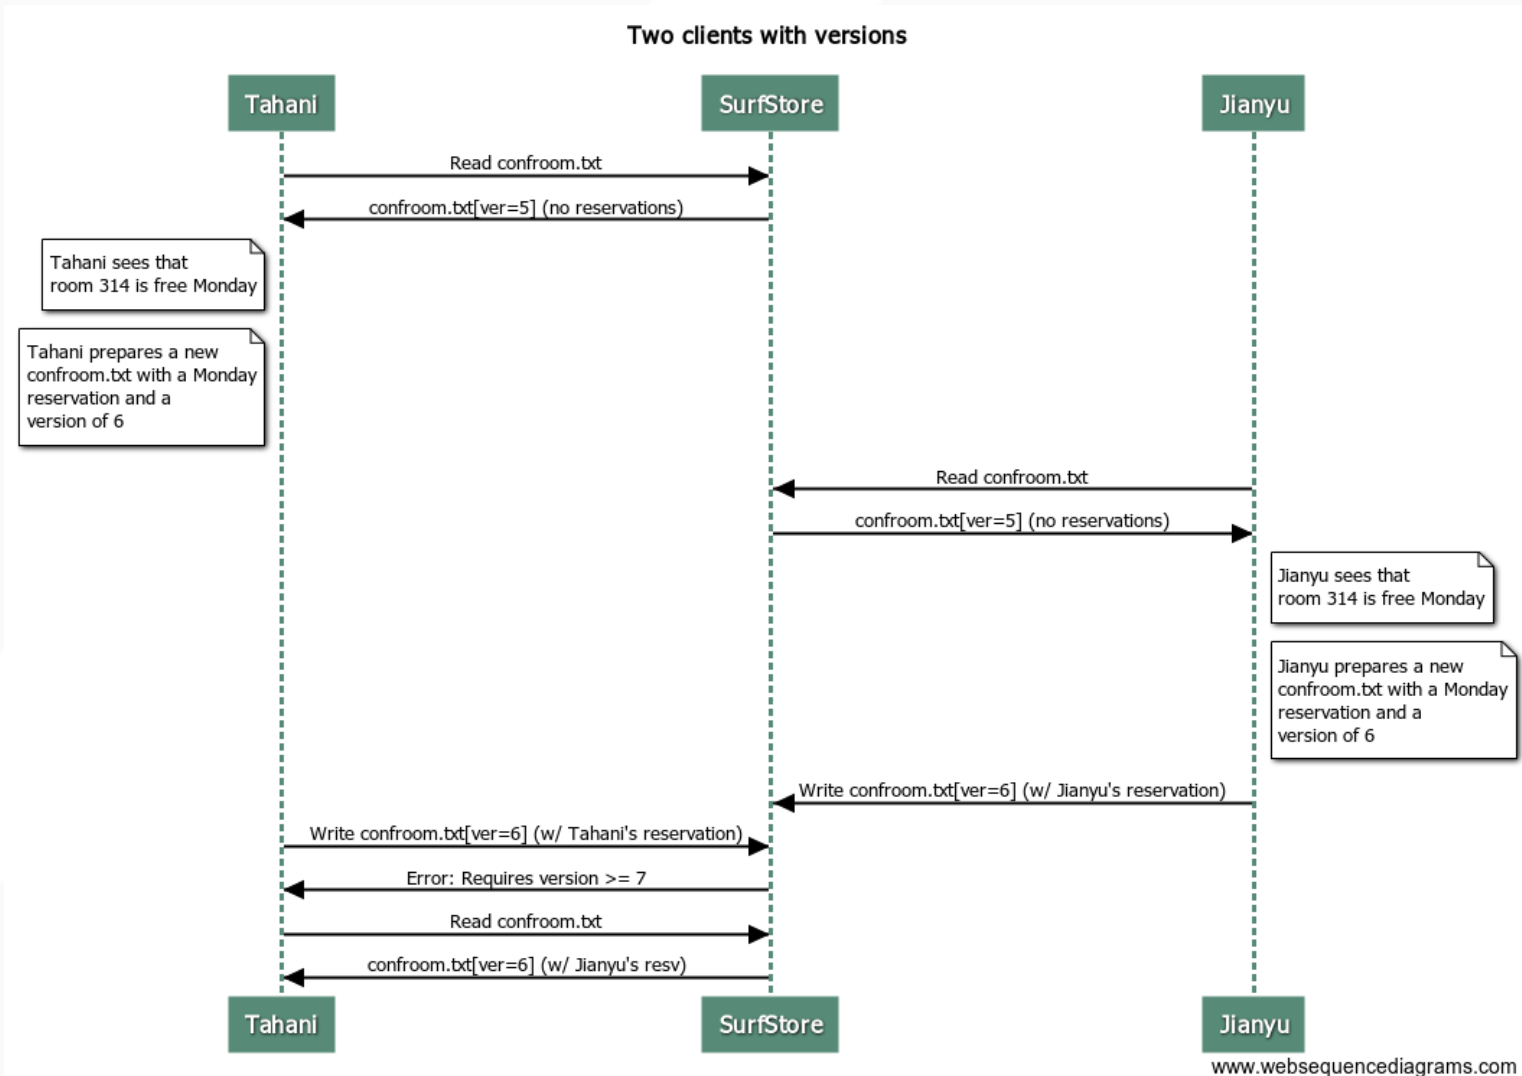 Two clients with versions
Tahani
SurfStore
Jianyu
Read confroom.txt
confroom.txt[ver=5] (no reservations)
Tahani sees that
room 314 is free Monday
Tahani prepares a new
confroom.txt with a Monday
reservation and a
version of 6
Read confroom.txt
confroom.txt[ver=5] (no reservations)
Jianyu sees that
room 314 is free Monday
Jianyu prepares a new
confroom.txt with a Monday
reservation and a
version of 6
Write confroom.txt[ver=6] (w/ Jianyu's reservation)
Write confroom.txt[ver=6] (w/ Tahani's reservation)
Error: Requires version >= 7
Read confroom.txt
confroom.txt[ver=6] (w/ Jianyu's resv)
Tahani
SurfStore
Jianyu
www.websequencediagrams.com